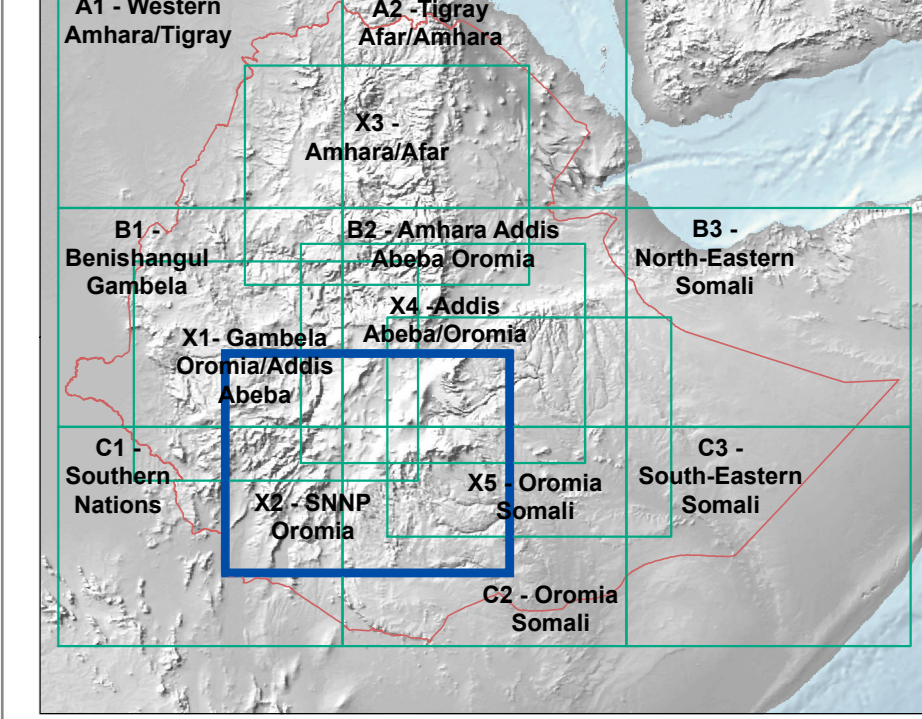 A1 - Western
Amhara/Tigray
A2 -Tigray
Afar/Amhara
X3 -
Amhara/Afar
B1 -
Benishangul
Gambela
B2 - Amhara Addis
Abeba Oromia
B3 -
North-Eastern
Somali
X4 -Addis
Abeba/Oromia
X1- Gambela
Oromia/Addis
Abeba
C1 -
Southern
Nations
X2 - SNNP
Oromia
X5 - Oromia
Somali
C3 -
South-Eastern
Somali
C2 - Oromia
Somali